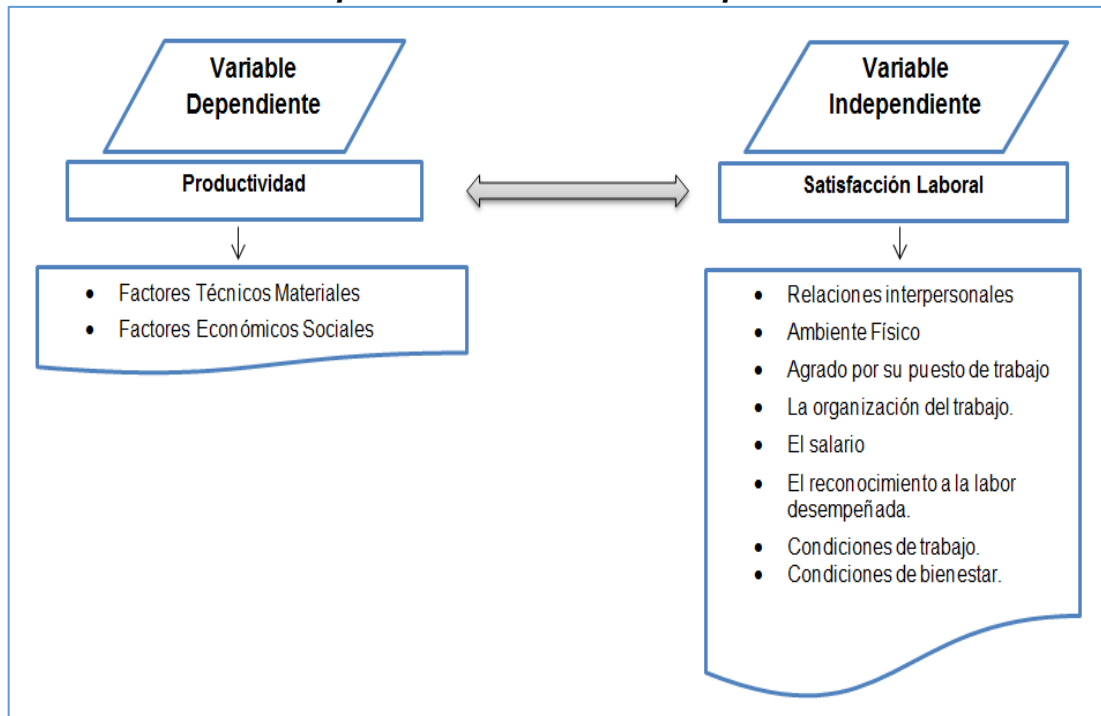 Variable
Dependiente
Productividad
• Factores Técnicos Materiales
• Factores Económicos Sociales
Variable
Independiente
Satisfacción Laboral
• Relaciones interpersonales
• Ambiente Físico
• Agrado por su puesto de trabajo
• La organización del trabajo.
• El salario
• El reconocimiento a la labor
desempeñada.
• Condiciones de trabajo.
• Condiciones de bienestar.